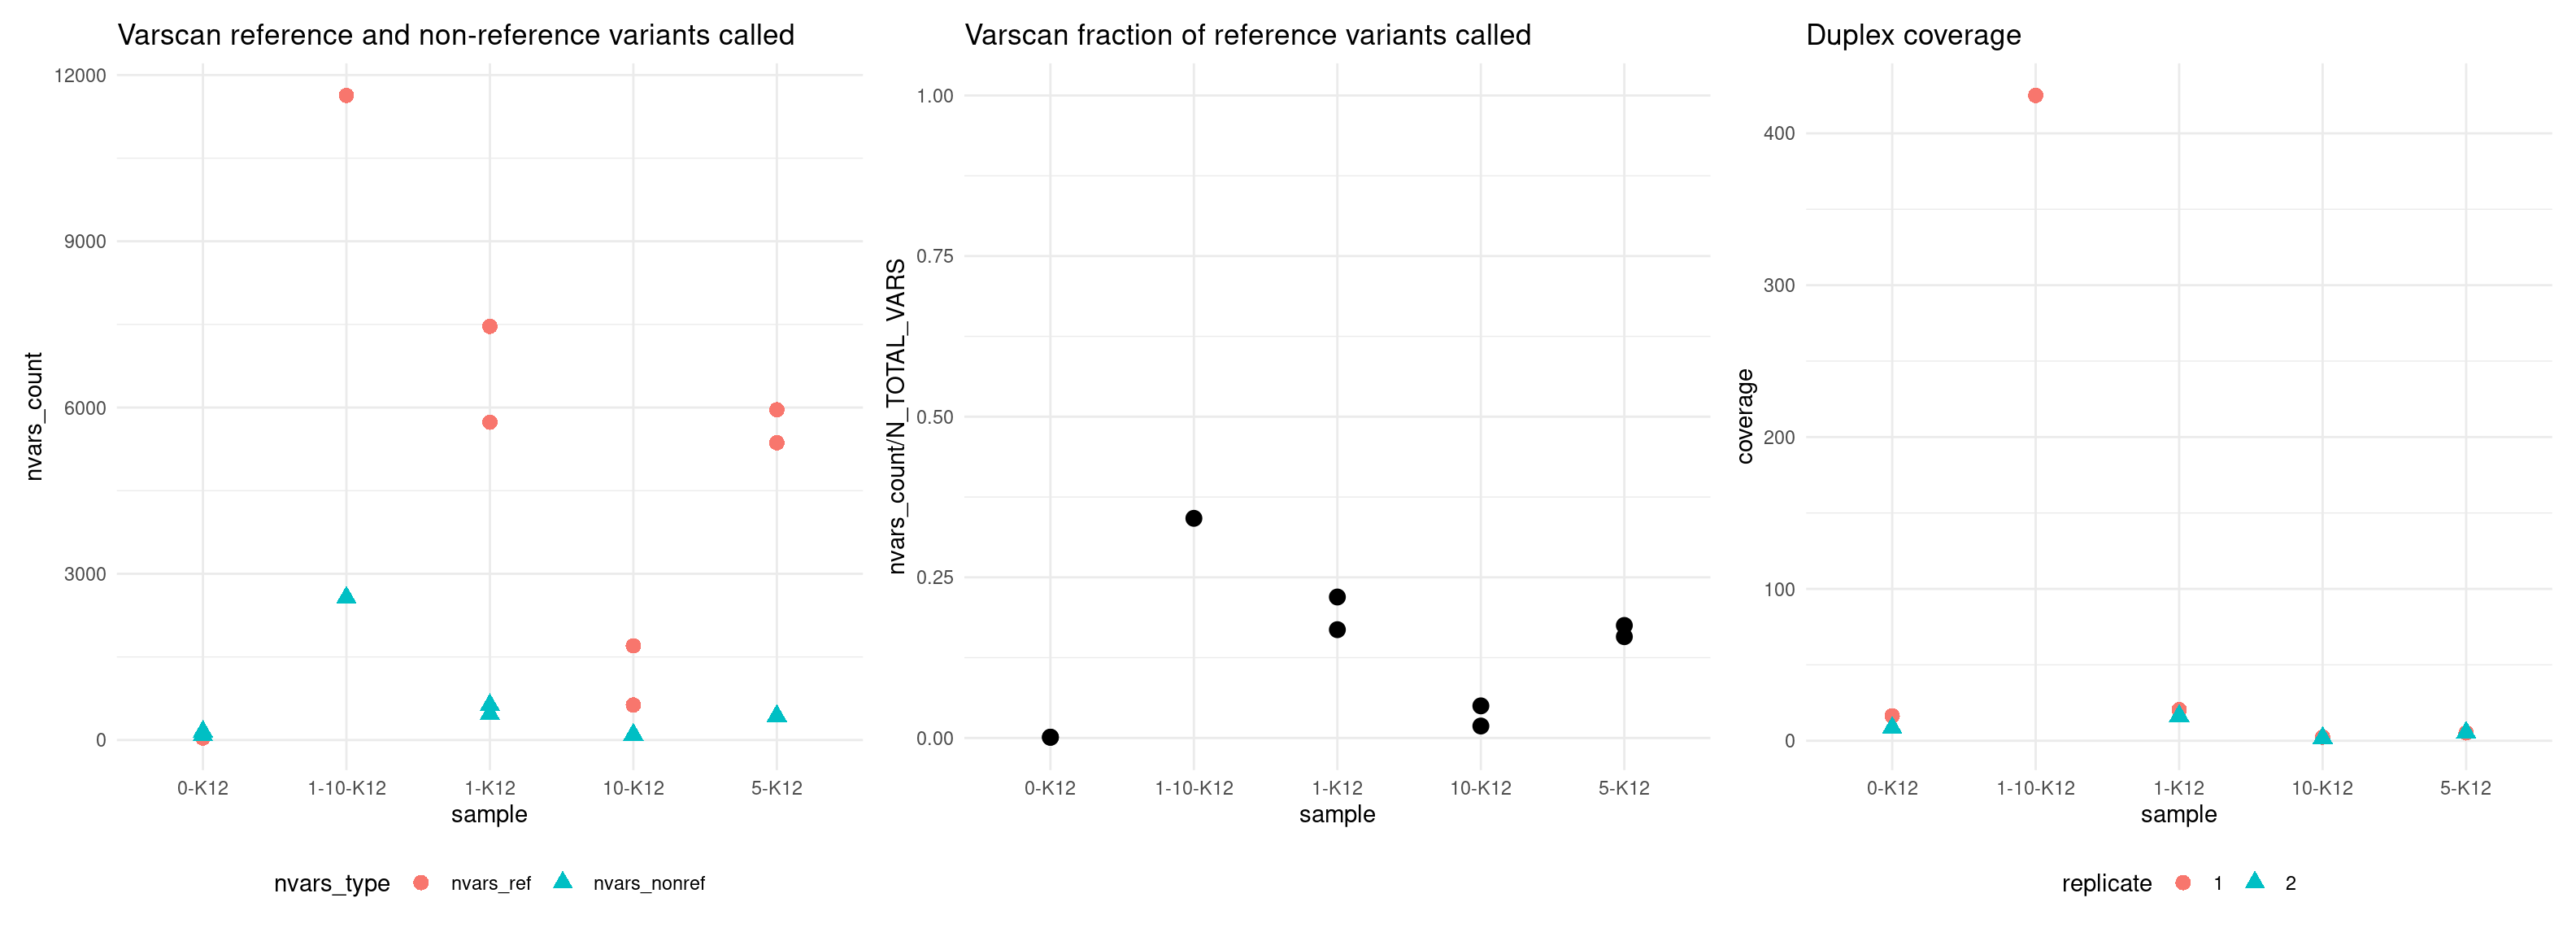 Varscan reference and non-reference variants called
nvars_count
12000
9000
6000
3000
0
0-K12 1-10-K12 1-K12 10-K12 5-K12
sample
nvars_type nvars_ref nvars_nonref
Varscan fraction of reference variants called
nvars_count/N_TOTAL_VARS
1.00
0.75
0.50
0.25
0.00
0-K12 1-10-K12 1-K12 10-K12 5-K12
sample
Duplex coverage
coverage
400
300
200
100
0
0-K12 1-10-K12 1-K12 10-K12 5-K12
sample
replicate 1 2